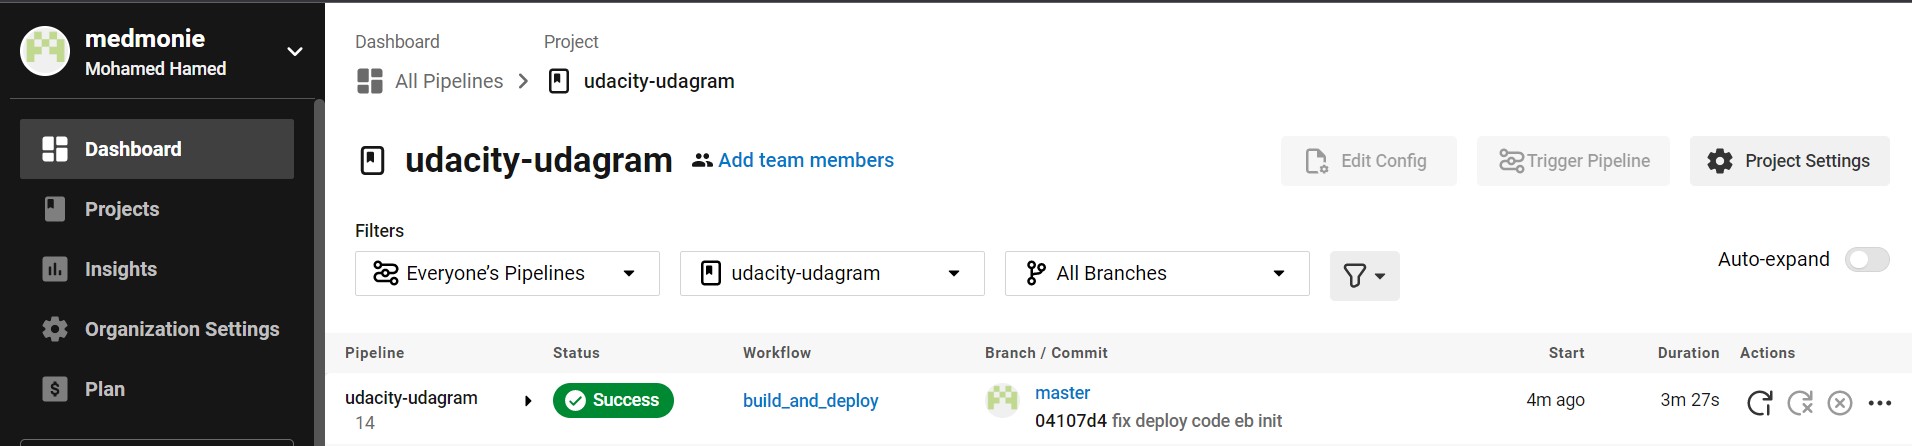 medmonie
Mohamed Hamed
Dashboard
Projects
Insights
Organization Settings
Plan
Dashboard Project
All Pipelines udacity-udagram
udacity-udagram Add team members
Edit Config Trigger Pipeline Project Settings
Filters
Everyone’s Pipelines udacity-udagram All Branches
Auto-expand
Pipeline Status Workflow Branch / Commit Start Duration Actions
udacity-udagram Success build_and_deploy master 4m ago 3m 27s
14 04107d4 fix deploy code eb init